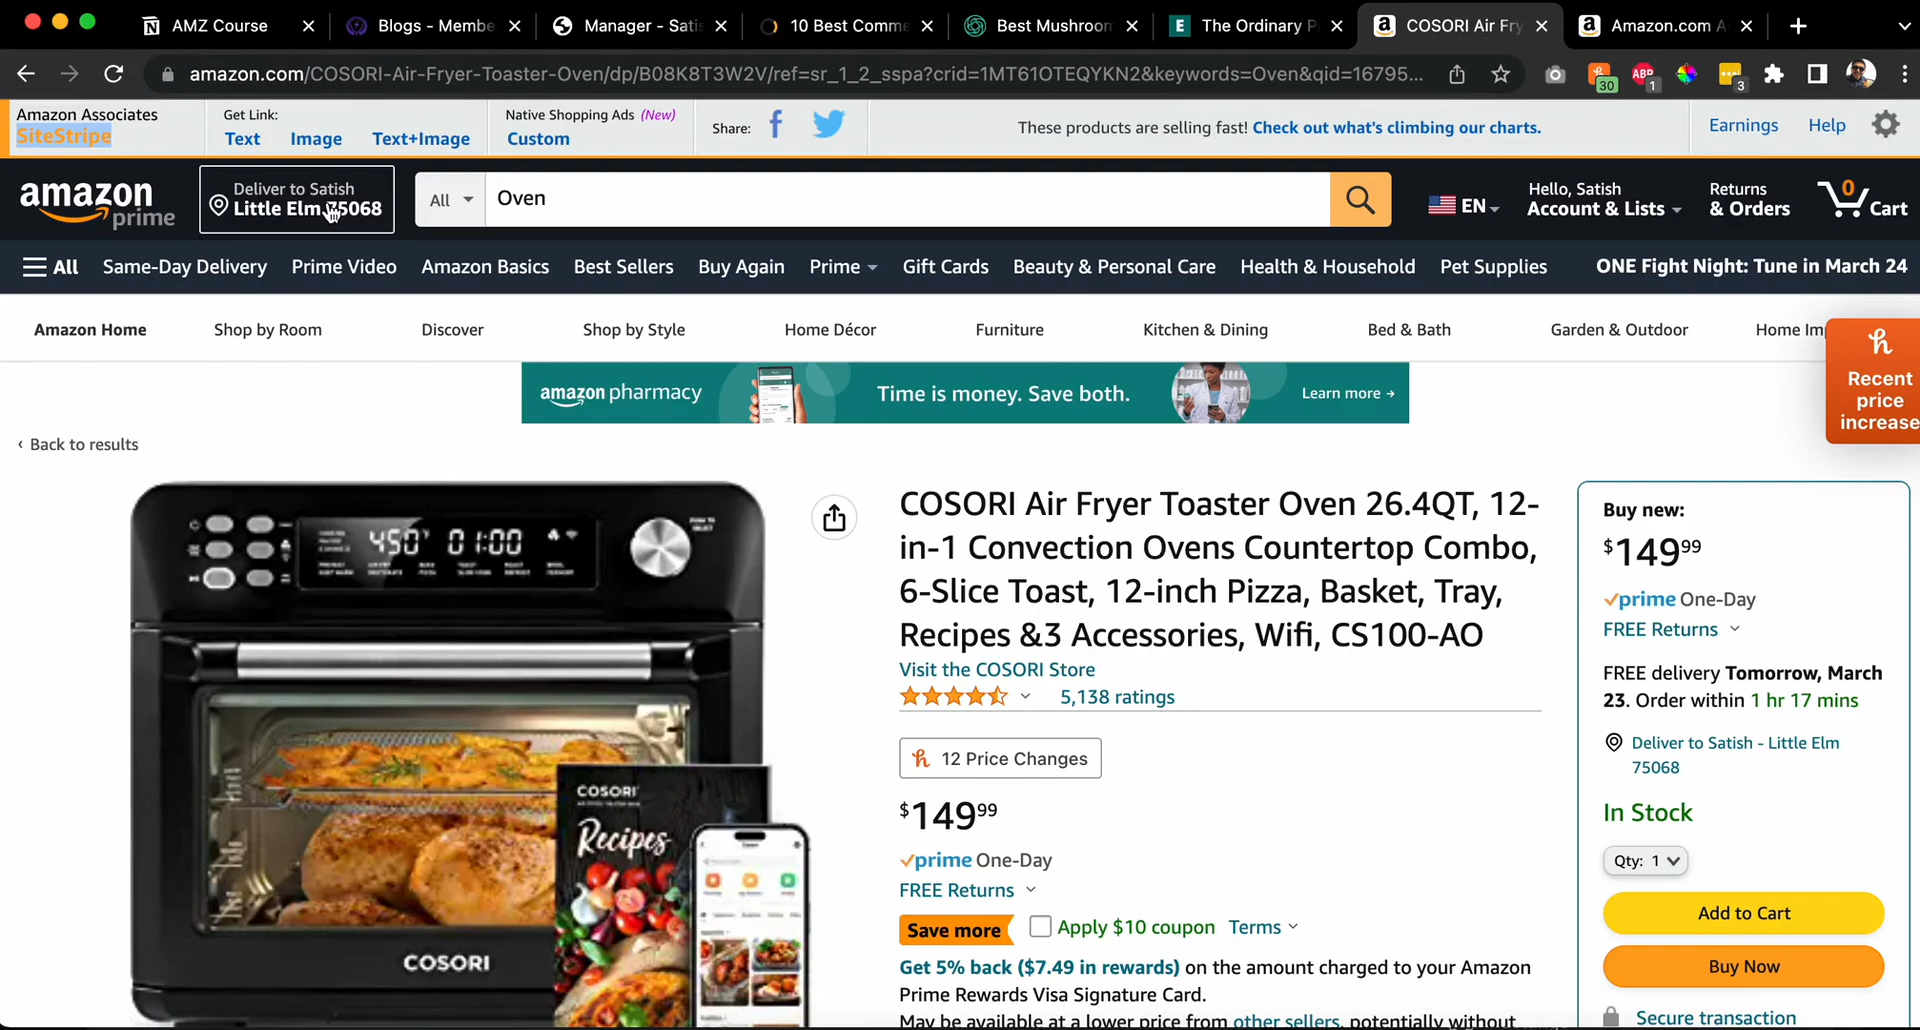 AMZ Course
Blogs - Membe
Manager - Satis
10 Best Comme
Best Mushroom
The Ordinary P
COSORI Air Fry
Amazon.com A
amazon.com/COSORI-Air-Fryer-Toaster-Oven/dp/B08K8T3W2V/ref=sr_1_2_sspa?crid=1MT61OTEQYKN2&keywords=Oven&qid=16795...
ABP
30
1
3
Amazon Associates
SiteStripe
Get Link:
Text Image Text+Image
Native Shopping Ads (New)
Custom
Share:
These products are selling fast! Check out what's climbing our charts.
Earnings
Help
amazon prime
Deliver to Satish
Little Elm 75068
All
Oven
EN
Hello, Satish
Account & Lists
Returns
& Orders
0
Cart
All Same-Day Delivery Prime Video Amazon Basics Best Sellers Buy Again Prime Gift Cards Beauty & Personal Care Health & Household Pet Supplies ONE Fight Night: Tune in March 24
Amazon Home Shop by Room Discover Shop by Style Home Décor Furniture Kitchen & Dining Bed & Bath Garden & Outdoor Home Im
amazon pharmacy
Time is money. Save both.
Learn more →
h
Recent
price
increase
‹ Back to results
450°F 01:00
COSORI
COSORI
Recipes
COSORI Air Fryer Toaster Oven 26.4QT, 12-
in-1 Convection Ovens Countertop Combo,
6-Slice Toast, 12-inch Pizza, Basket, Tray,
Recipes &3 Accessories, Wifi, CS100-AO
Visit the COSORI Store
5,138 ratings
12 Price Changes
$149 99
prime One-Day
FREE Returns
Save more
Apply $10 coupon Terms
Get 5% back ($7.49 in rewards) on the amount charged to your Amazon
Prime Rewards Visa Signature Card.
May be available at a lower price from other sellers, potentially without
Buy new:
$149 99
prime One-Day
FREE Returns
FREE delivery Tomorrow, March
23. Order within 1 hr 17 mins
Deliver to Satish - Little Elm
75068
In Stock
Qty: 1
Add to Cart
Buy Now
Secure transaction